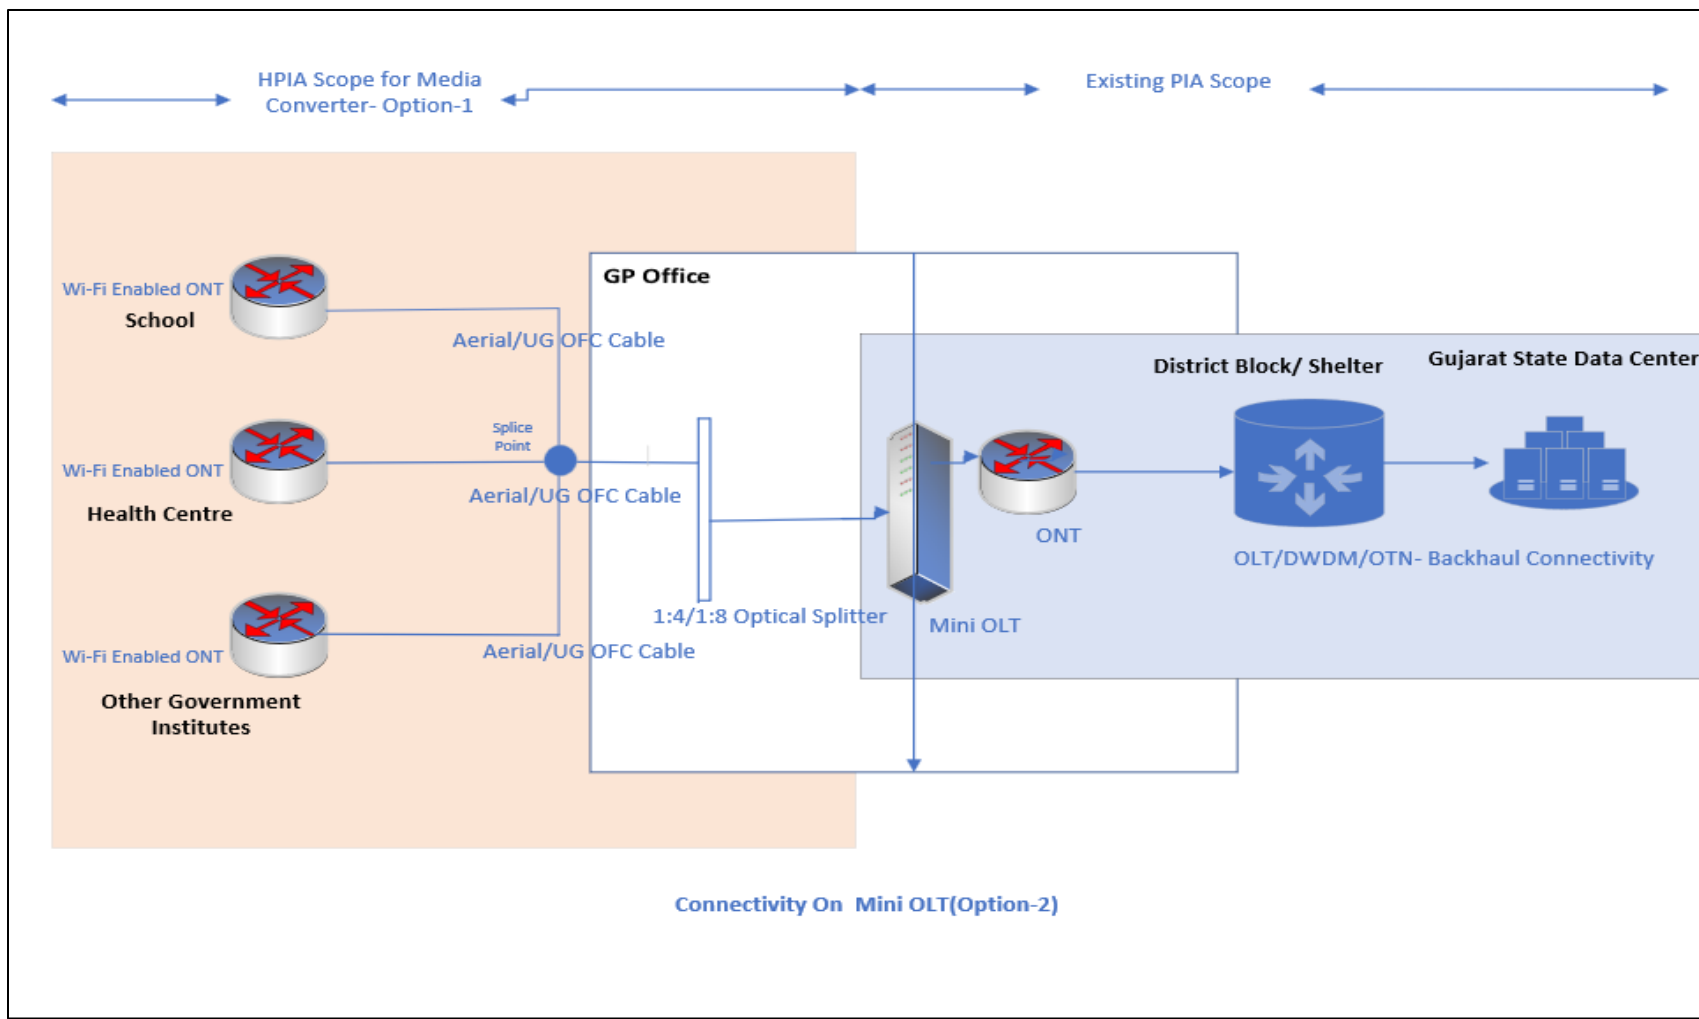 HPIA Scope for Media
Converter- Option-1
Existing PIA Scope
GP Office
Wi-Fi Enabled ONT
School
Aerial/UG OFC Cable
District Block/ Shelter
Gujarat State Data Center
Splice
Point
Wi-Fi Enabled ONT
Aerial/UG OFC Cable
Health Centre
ONT
OLT/DWDM/OTN- Backhaul Connectivity
1:4/1:8 Optical Splitter
Mini OLT
Wi-Fi Enabled ONT
Aerial/UG OFC Cable
Other Government
Institutes
Connectivity On  Mini OLT(Option-2)